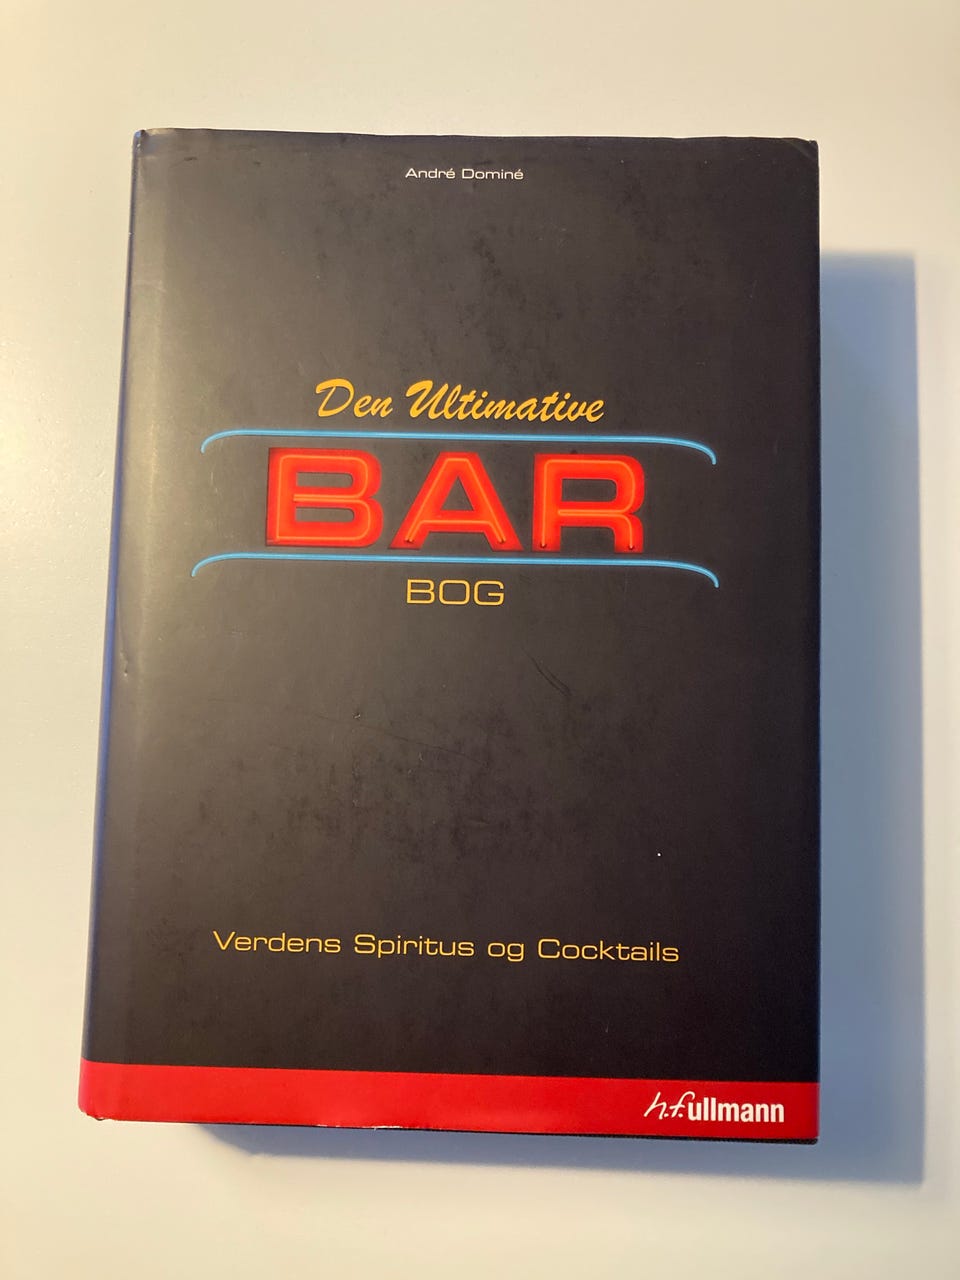 André Dominé
Den Ultimative
BAR
BOG
Verdens Spiritus og Cocktails
h.f.ullmann